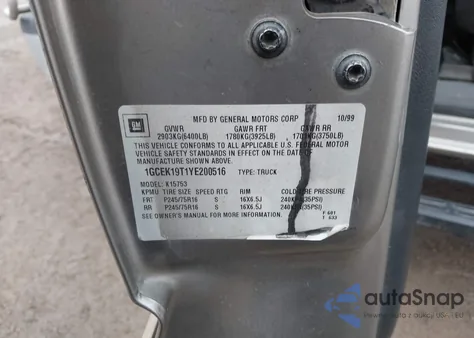 MFD BY GENERAL MOTORS CORP 10/99
GM
GVWR GAWR FRT GAWR RR
2903KG(6400LB) 1780KG(3925LB) 1701KG(3750LB)
THIS VEHICLE CONFORMS TO ALL APPLICABLE U.S. FEDERAL MOTOR
VEHICLE SAFETY STANDARDS IN EFFECT ON THE DATE OF
MANUFACTURE SHOWN ABOVE.
1GCEK19T1YE200516 TYPE: TRUCK
MODEL: K15753
KPMU TIRE SIZE SPEED RTG RIM COLD TIRE PRESSURE
FRT P245/75R16 S 16X6.5J 240KPA(35PSI)
RR P245/75R16 S 16X6.5J 240KPA(35PSI)
SEE OWNER'S MANUAL FOR MORE INFORMATION.
autoSnap